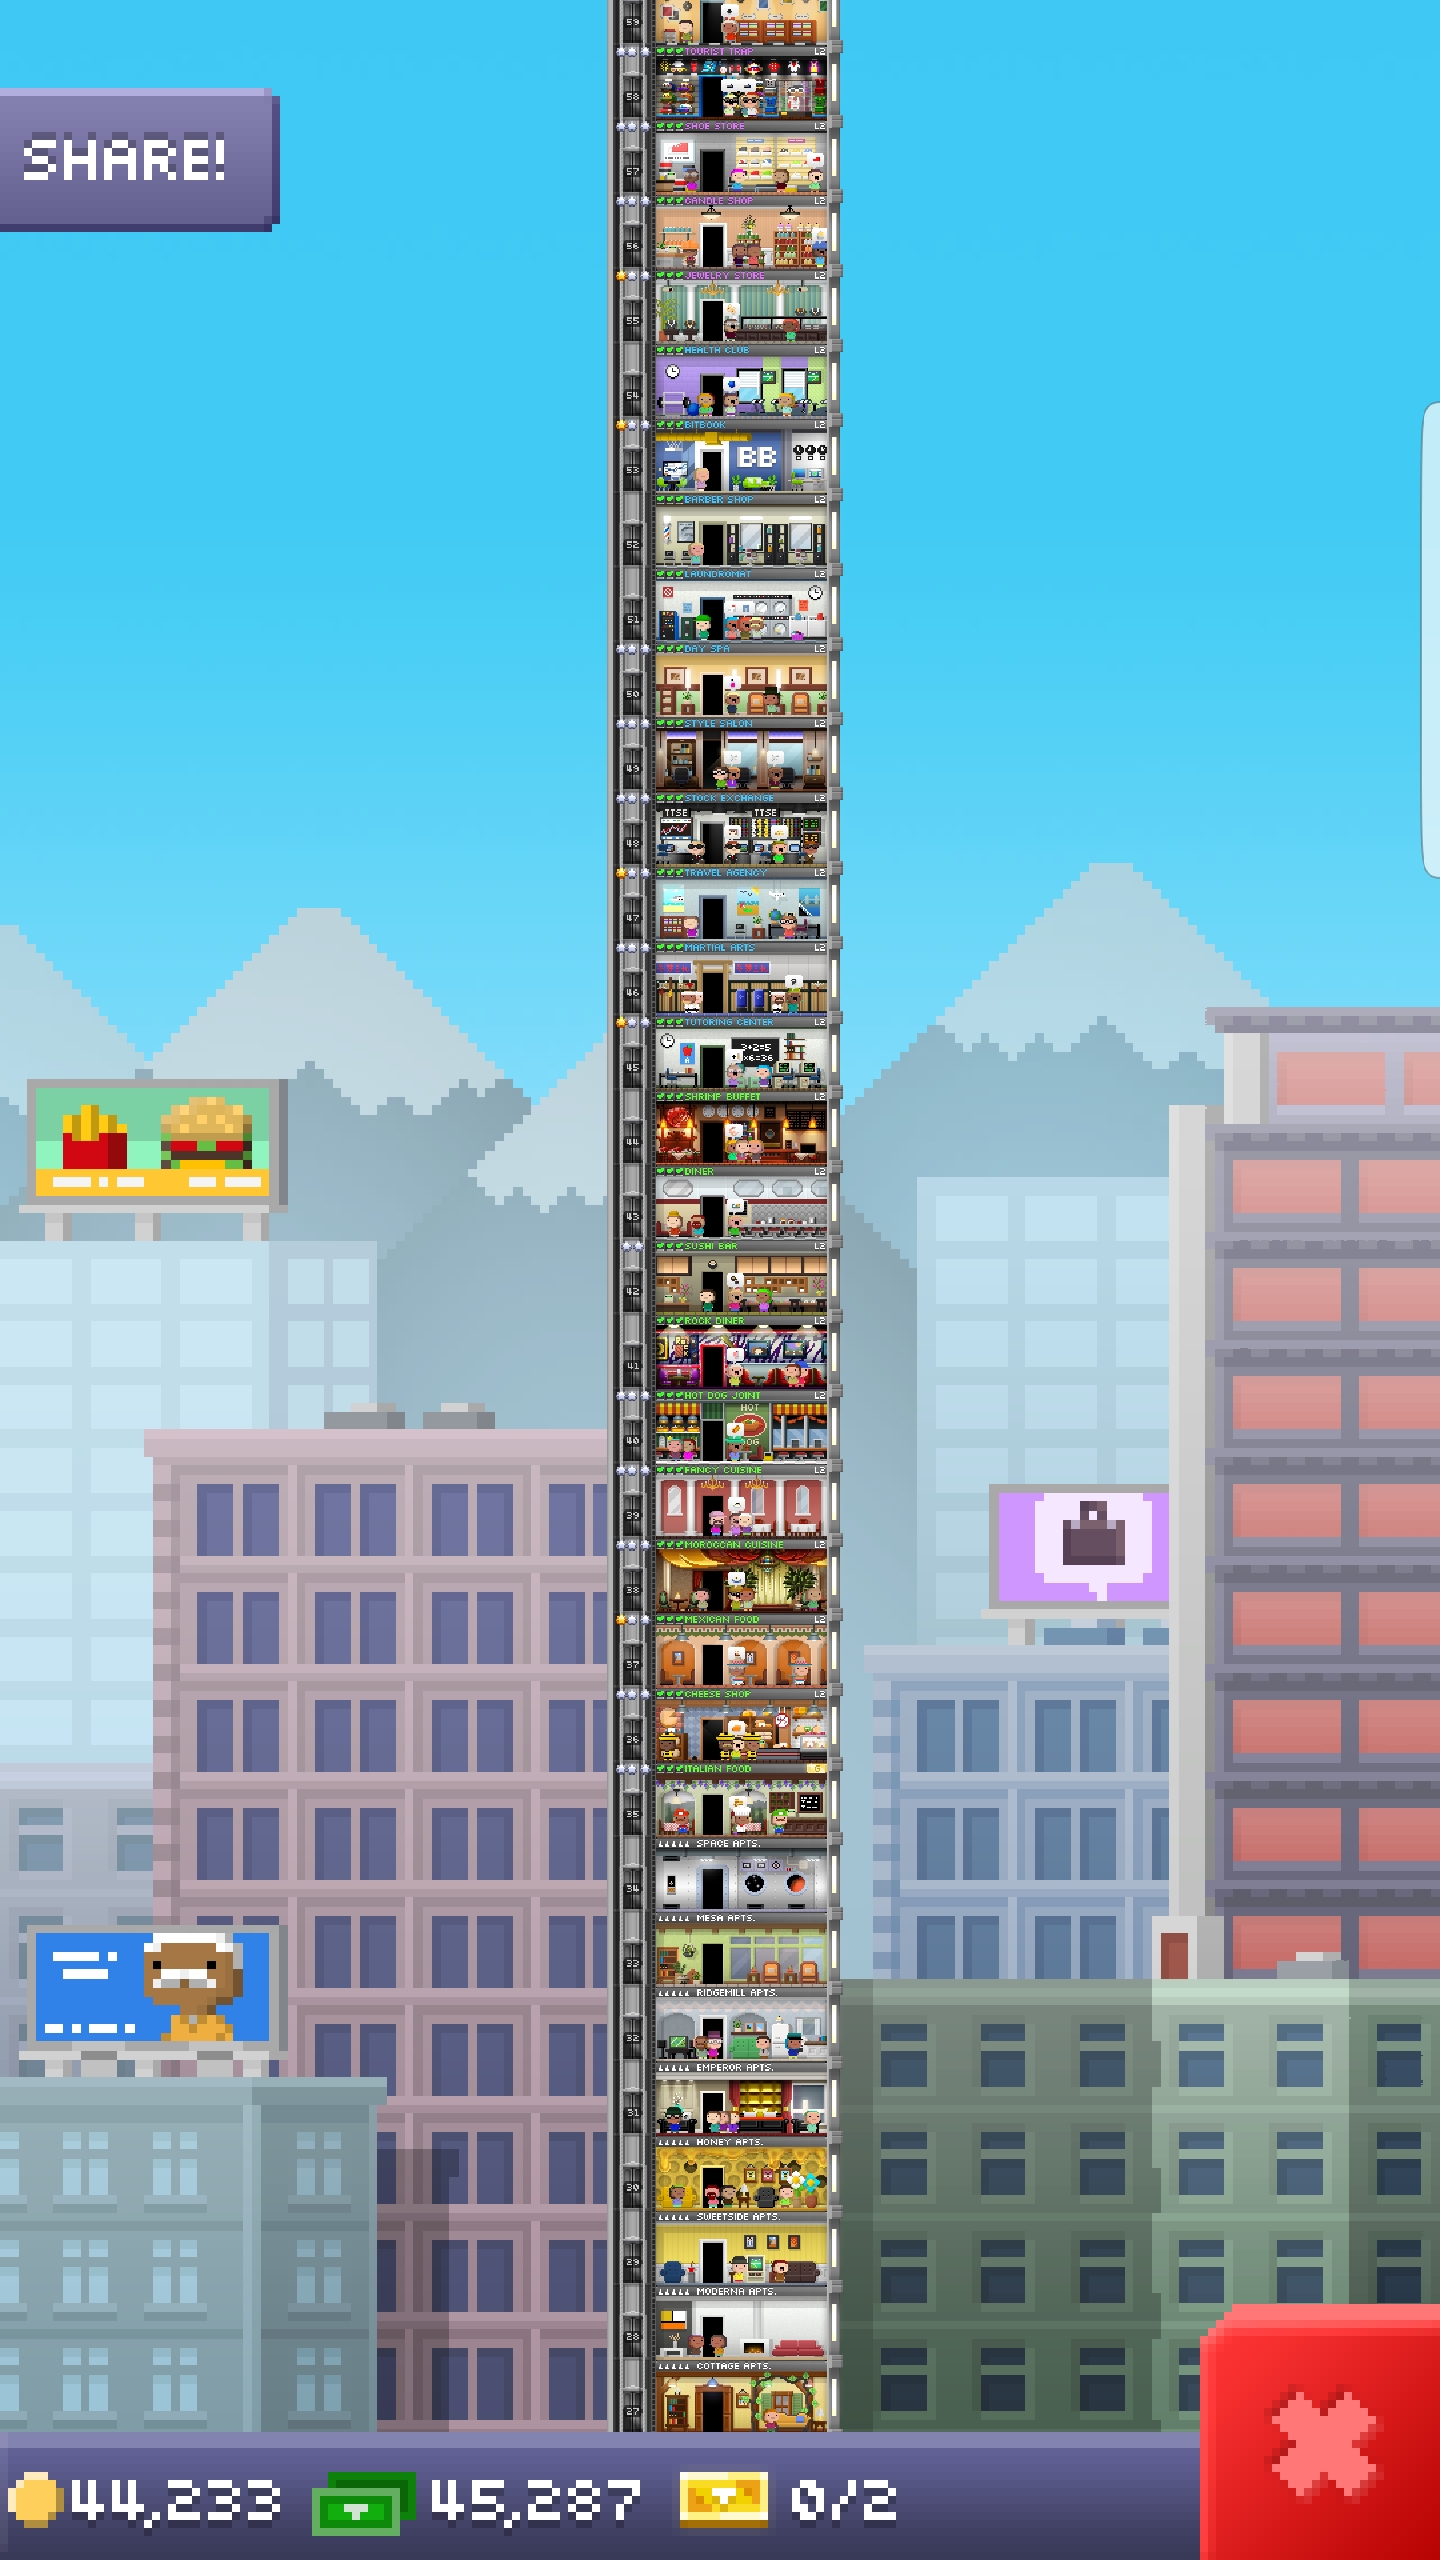 59
TOURIST TRAP L2
58
SHOE STORE L2
57
CANDLE SHOP L2
56
JEWELRY STORE L2
55
HEALTH CLUB L2
54
BITBOOK L2
BB
53
BARBER SHOP L2
52
LAUNDROMAT L2
51
DAY SPA L2
50
STYLE SALON L2
49
STOCK EXCHANGE L2
TTSE TTSE
48
TRAVEL AGENCY L2
47
MARTIAL ARTS L2
46
TUTORING CENTER L2
3+2=5
x6=36
45
SHRIMP BUFFET L2
44
DINER L2
43
SUSHI BAR L2
42
ROCK DINER L2
41
HOT DOG JOINT L2
HOT
40
FANCY CUISINE L2
39
MOROCCAN CUISINE L2
38
MEXICAN FOOD L2
37
CHEESE SHOP L2
36
ITALIAN FOOD
35
SPACE APTS.
34
MESA APTS.
33
RIDGEMILL APTS.
32
EMPEROR APTS.
31
HONEY APTS.
30
SWEETSIDE APTS.
29
MODERNA APTS.
28
COTTAGE APTS.
27
SHARE!
44,233 45,287 0/2